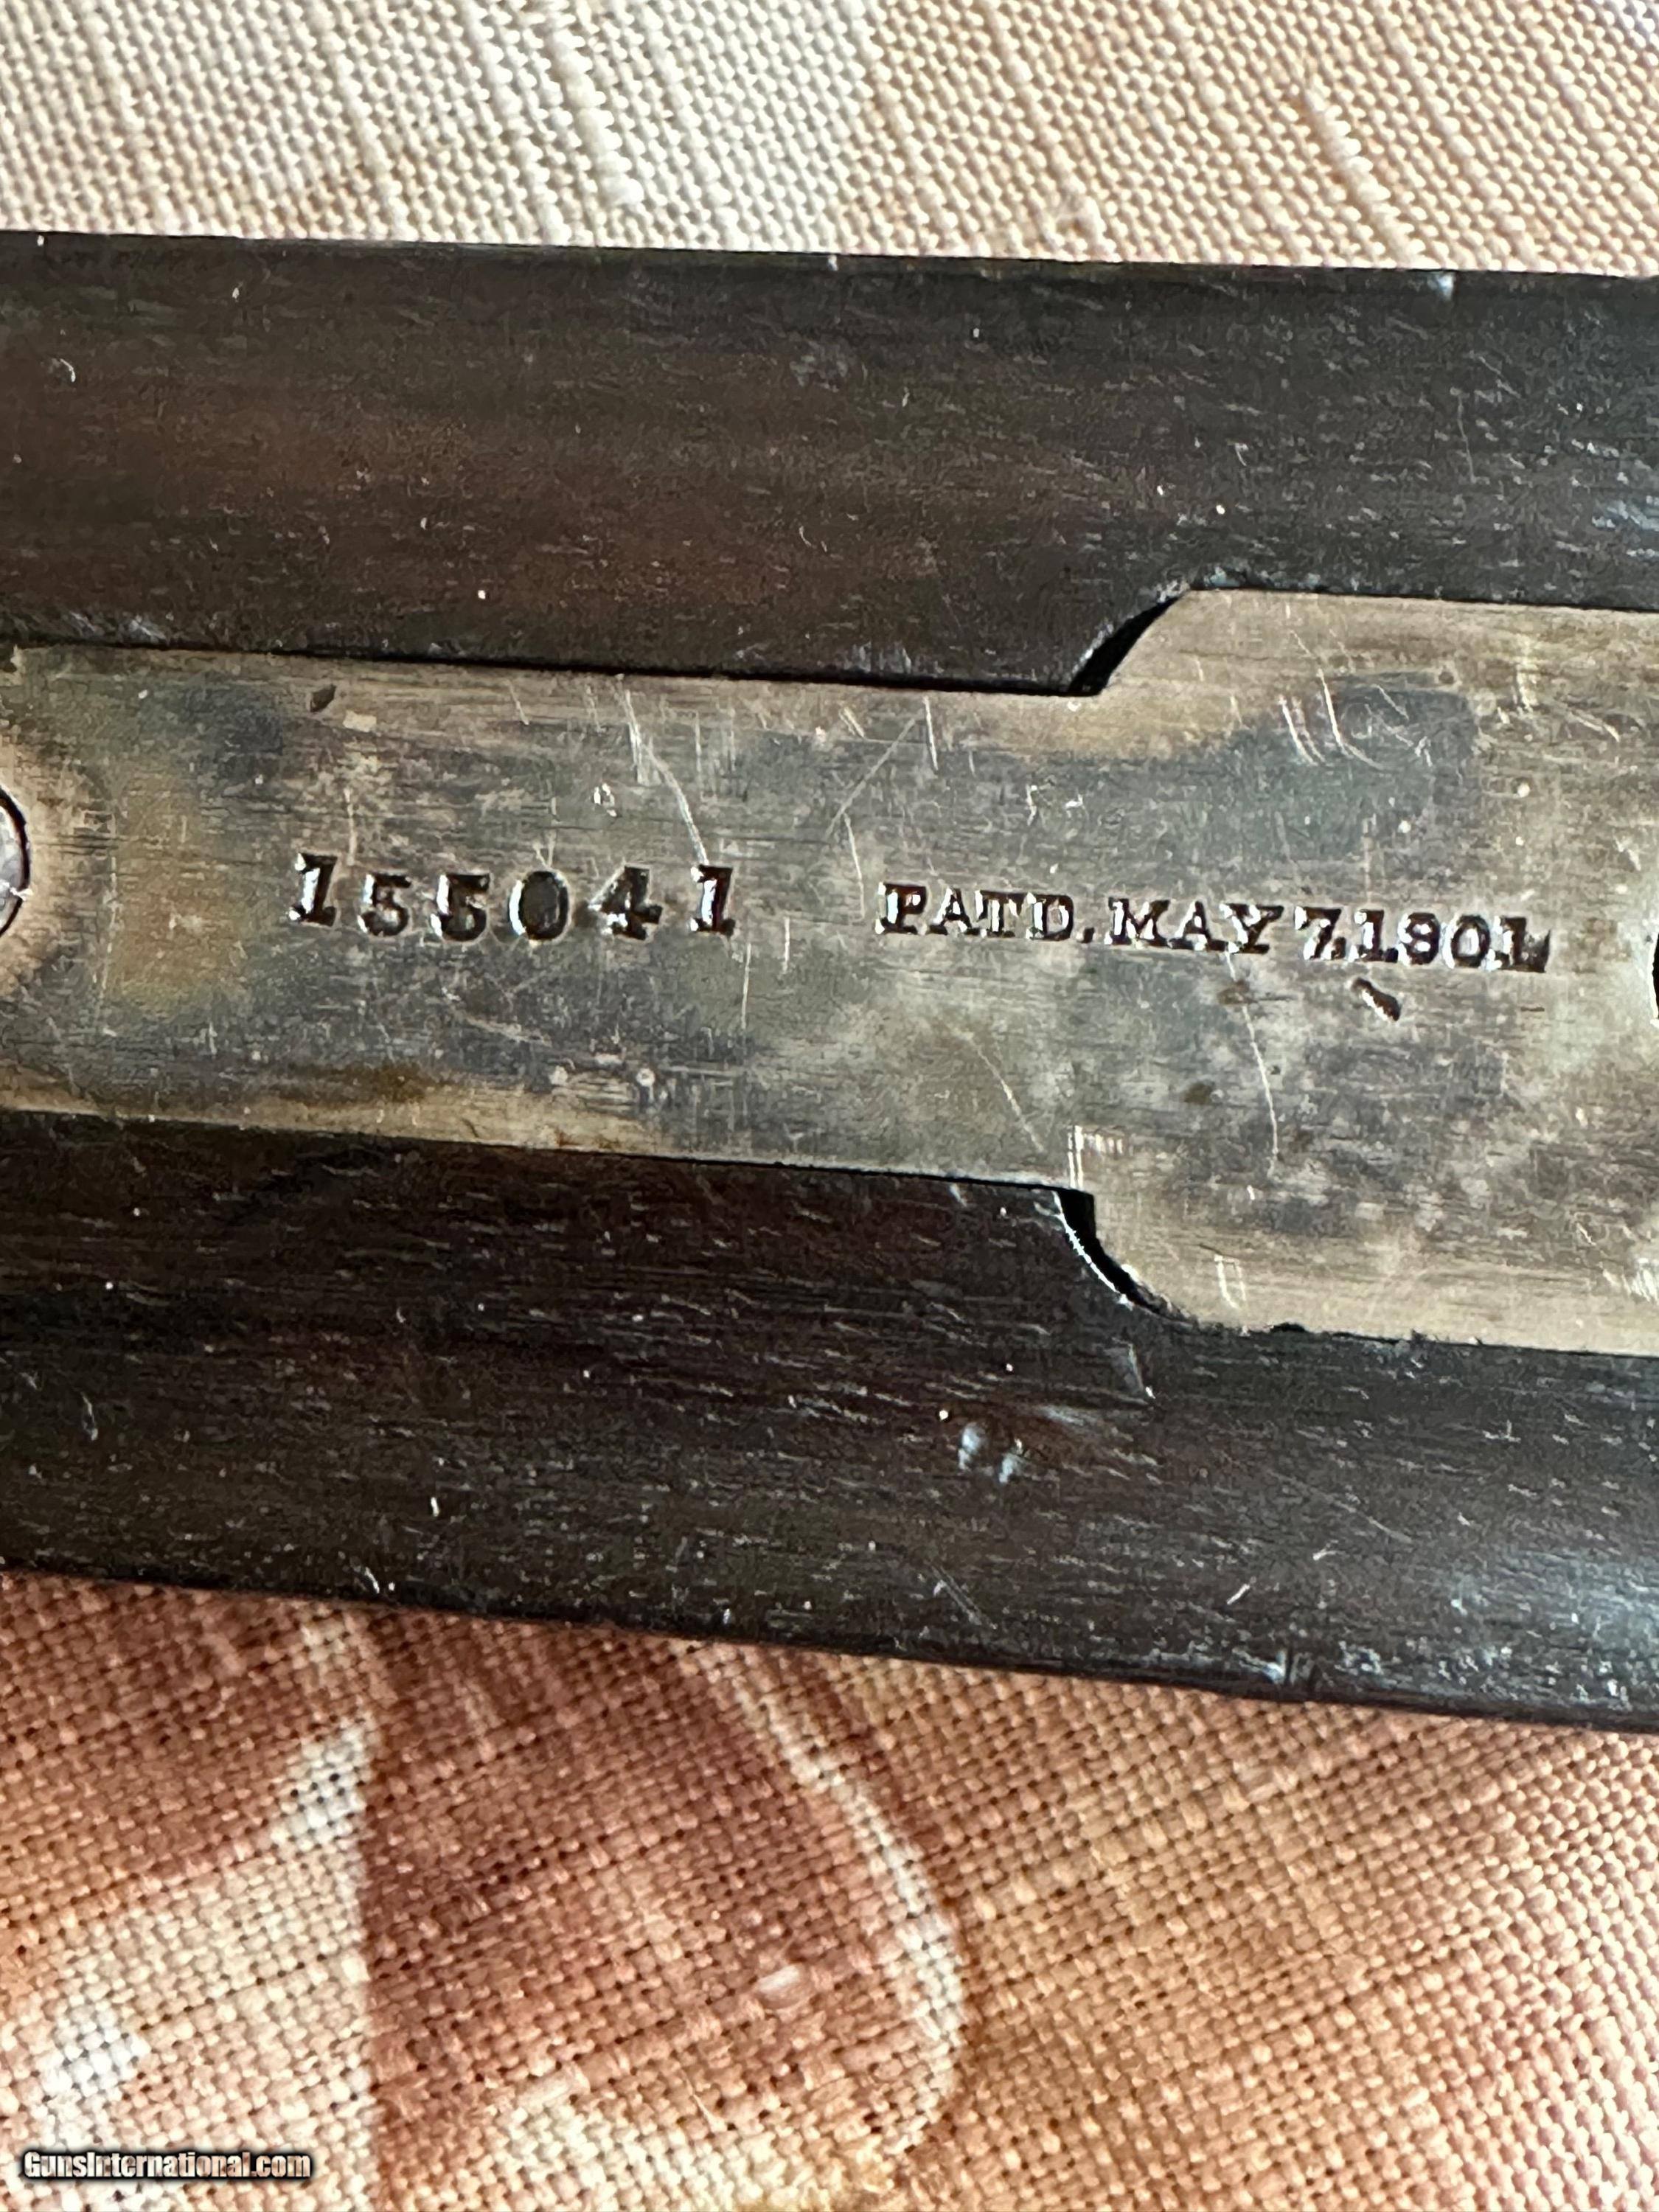 155041 PATD. MAY 7.1901
GunsInternational.com